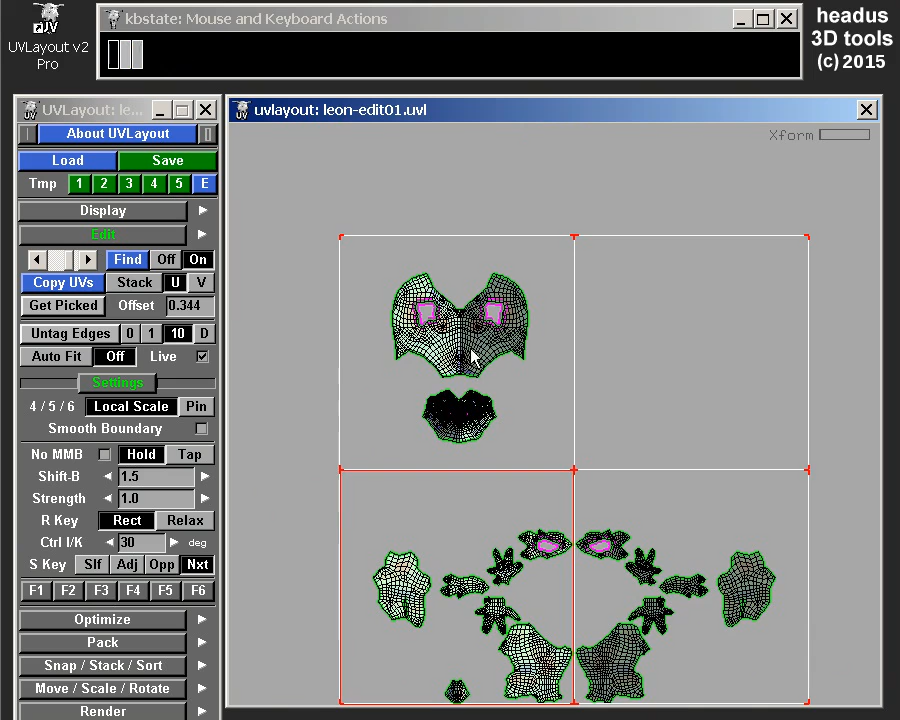 UVLayout v2
Pro
kbstate: Mouse and Keyboard Actions
headus
3D tools
(c) 2015
UVLayout: le...
About UVLayout
Load Save
Tmp 1 2 3 4 5 E
Display
Edit
Find Off On
Copy UVs Stack U V
Get Picked Offset 0.344
Untag Edges 0 1 10 D
Auto Fit Off Live
Settings
4 / 5 / 6 Local Scale Pin
Smooth Boundary
No MMB Hold Tap
Shift-B 1.5
Strength 1.0
R Key Rect Relax
Ctrl I/K 30 deg
S Key Slf Adj Opp Nxt
F1 F2 F3 F4 F5 F6
Optimize
Pack
Snap / Stack / Sort
Move / Scale / Rotate
Render
uvlayout: leon-edit01.uvl
Xform